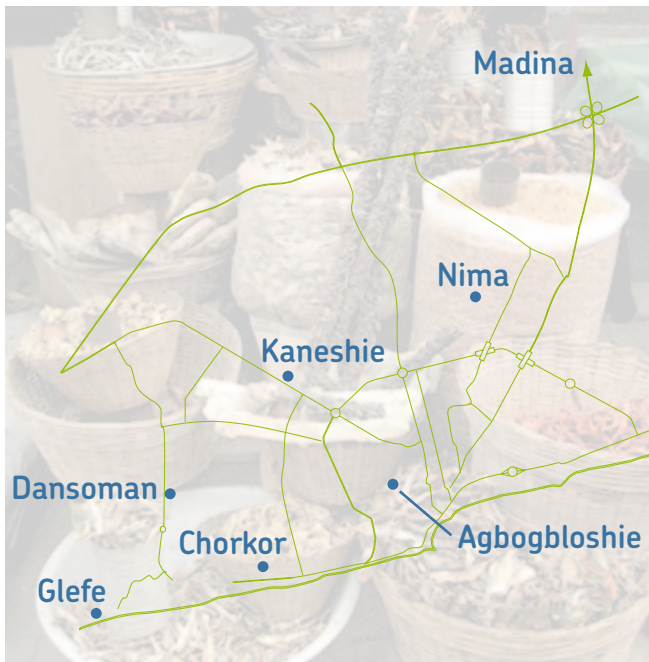 Madina
Nima
Kaneshie
Dansoman
Agbogbloshie
Chorkor
Glefe